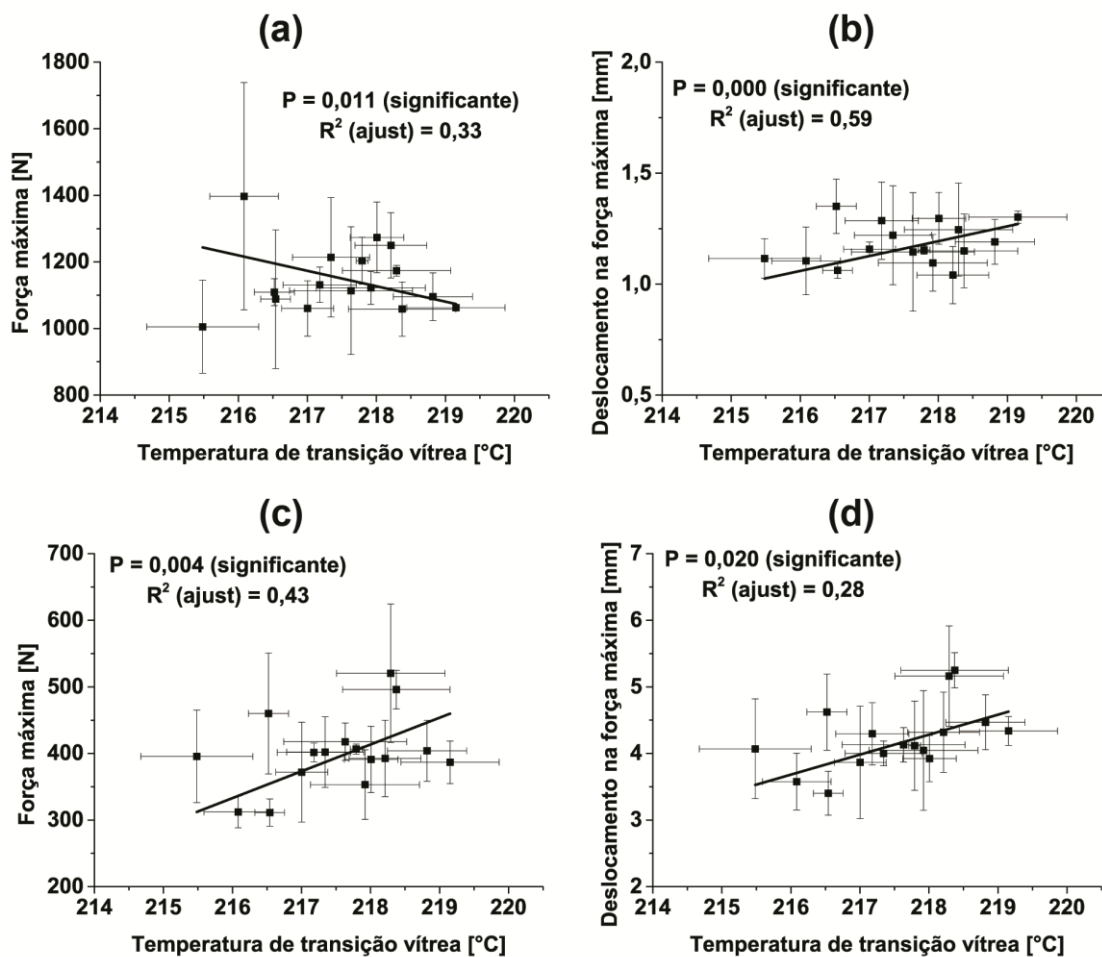 (a)
1800
1600
1400
1200
1000
800
Força máxima [N]
P = 0,011 (significante)
R² (ajust) = 0,33
214 215 216 217 218 219 220
Temperatura de transição vítrea [°C]
(b)
2,0
1,5
1,0
0,5
Deslocamento na força máxima [mm]
P = 0,000 (significante)
R² (ajust) = 0,59
214 215 216 217 218 219 220
Temperatura de transição vítrea [°C]
(c)
700
600
500
400
300
200
Força máxima [N]
P = 0,004 (significante)
R² (ajust) = 0,43
214 215 216 217 218 219 220
Temperatura de transição vítrea [°C]
(d)
7
6
5
4
3
2
Deslocamento na força máxima [mm]
P = 0,020 (significante)
R² (ajust) = 0,28
214 215 216 217 218 219 220
Temperatura de transição vítrea [°C]